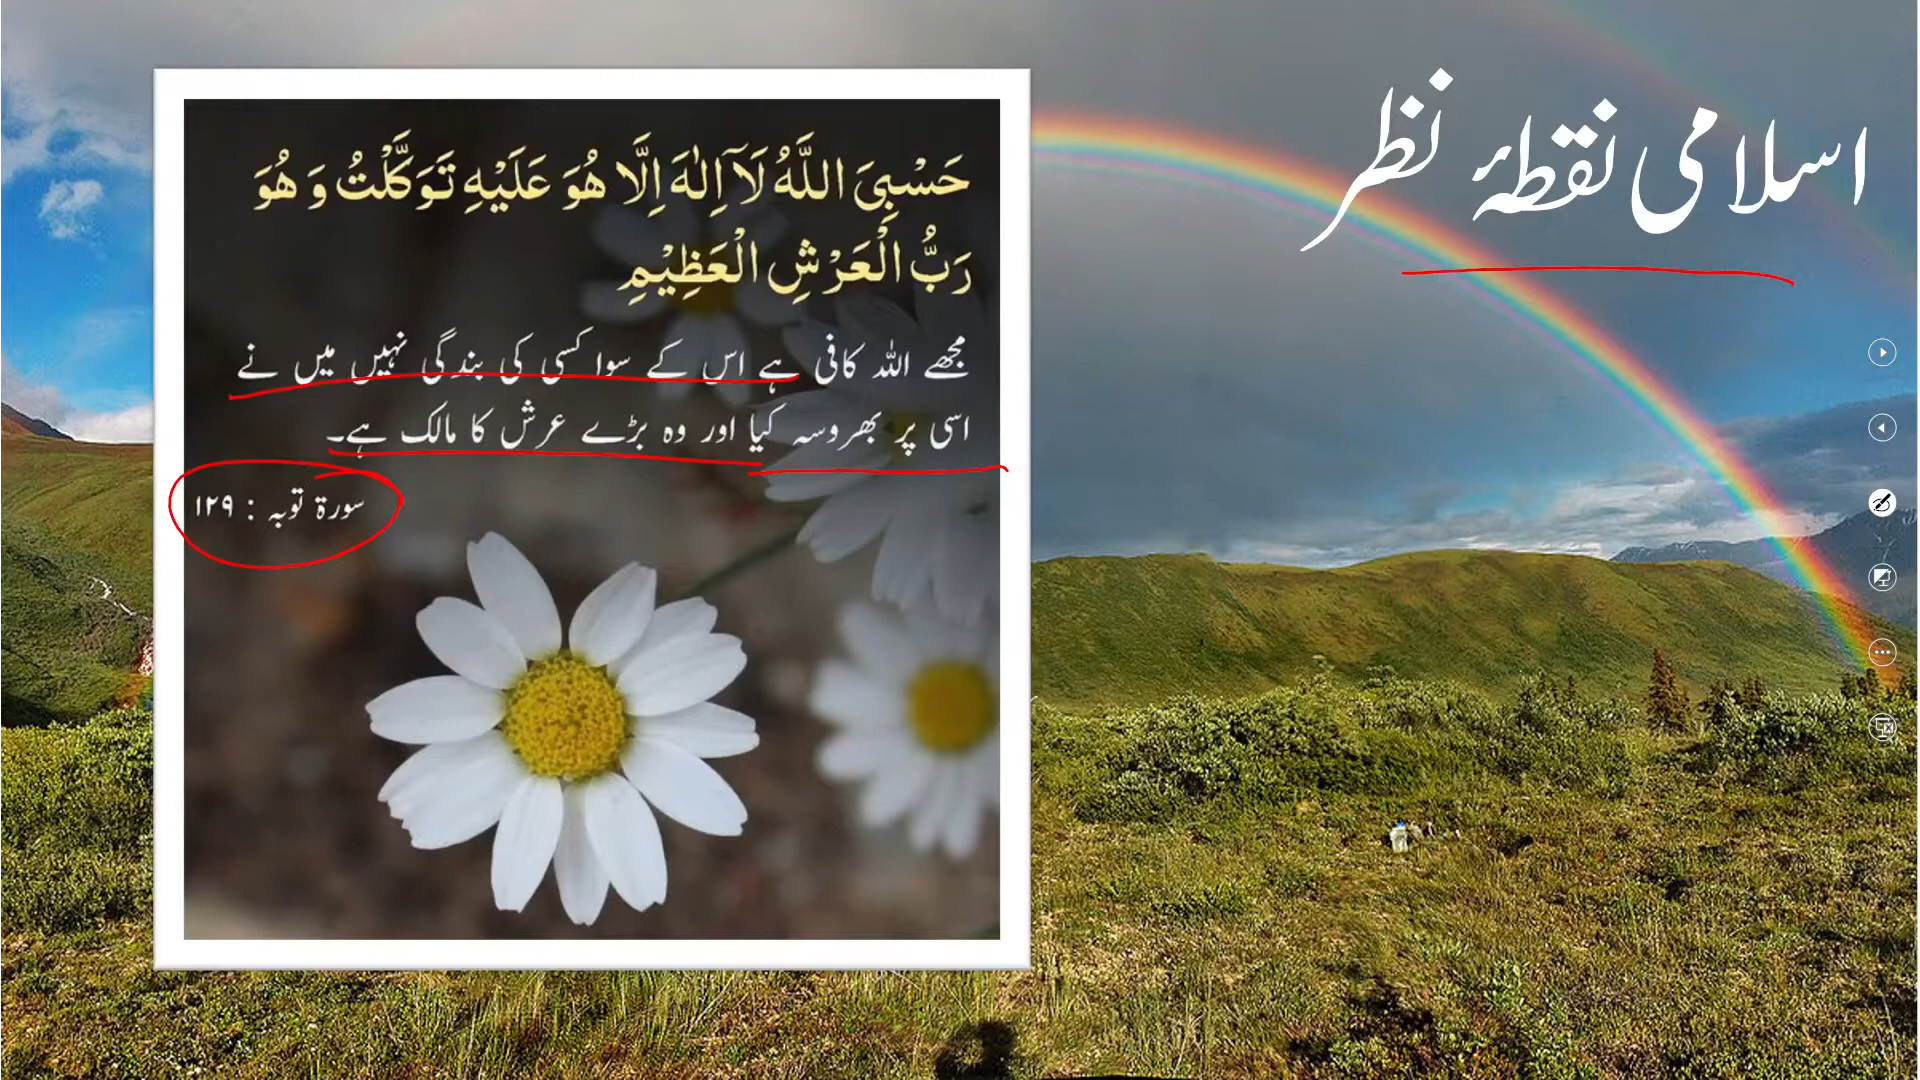 اسلامی نقطۂ نظر
حَسْبِیَ اللَّهُ لَاۤ اِلٰهَ اِلَّا هُوَ عَلَیْهِ تَوَکَّلْتُ وَ هُوَ
رَبُّ الْعَرْشِ الْعَظِیْمِ
مجھے اللہ کافی ہے اس کے سوا کسی کی بندگی نہیں میں نے
اسی پر بھروسہ کیا اور وہ بڑے عرش کا مالک ہے۔
سورۃ توبہ : ۱۲۹